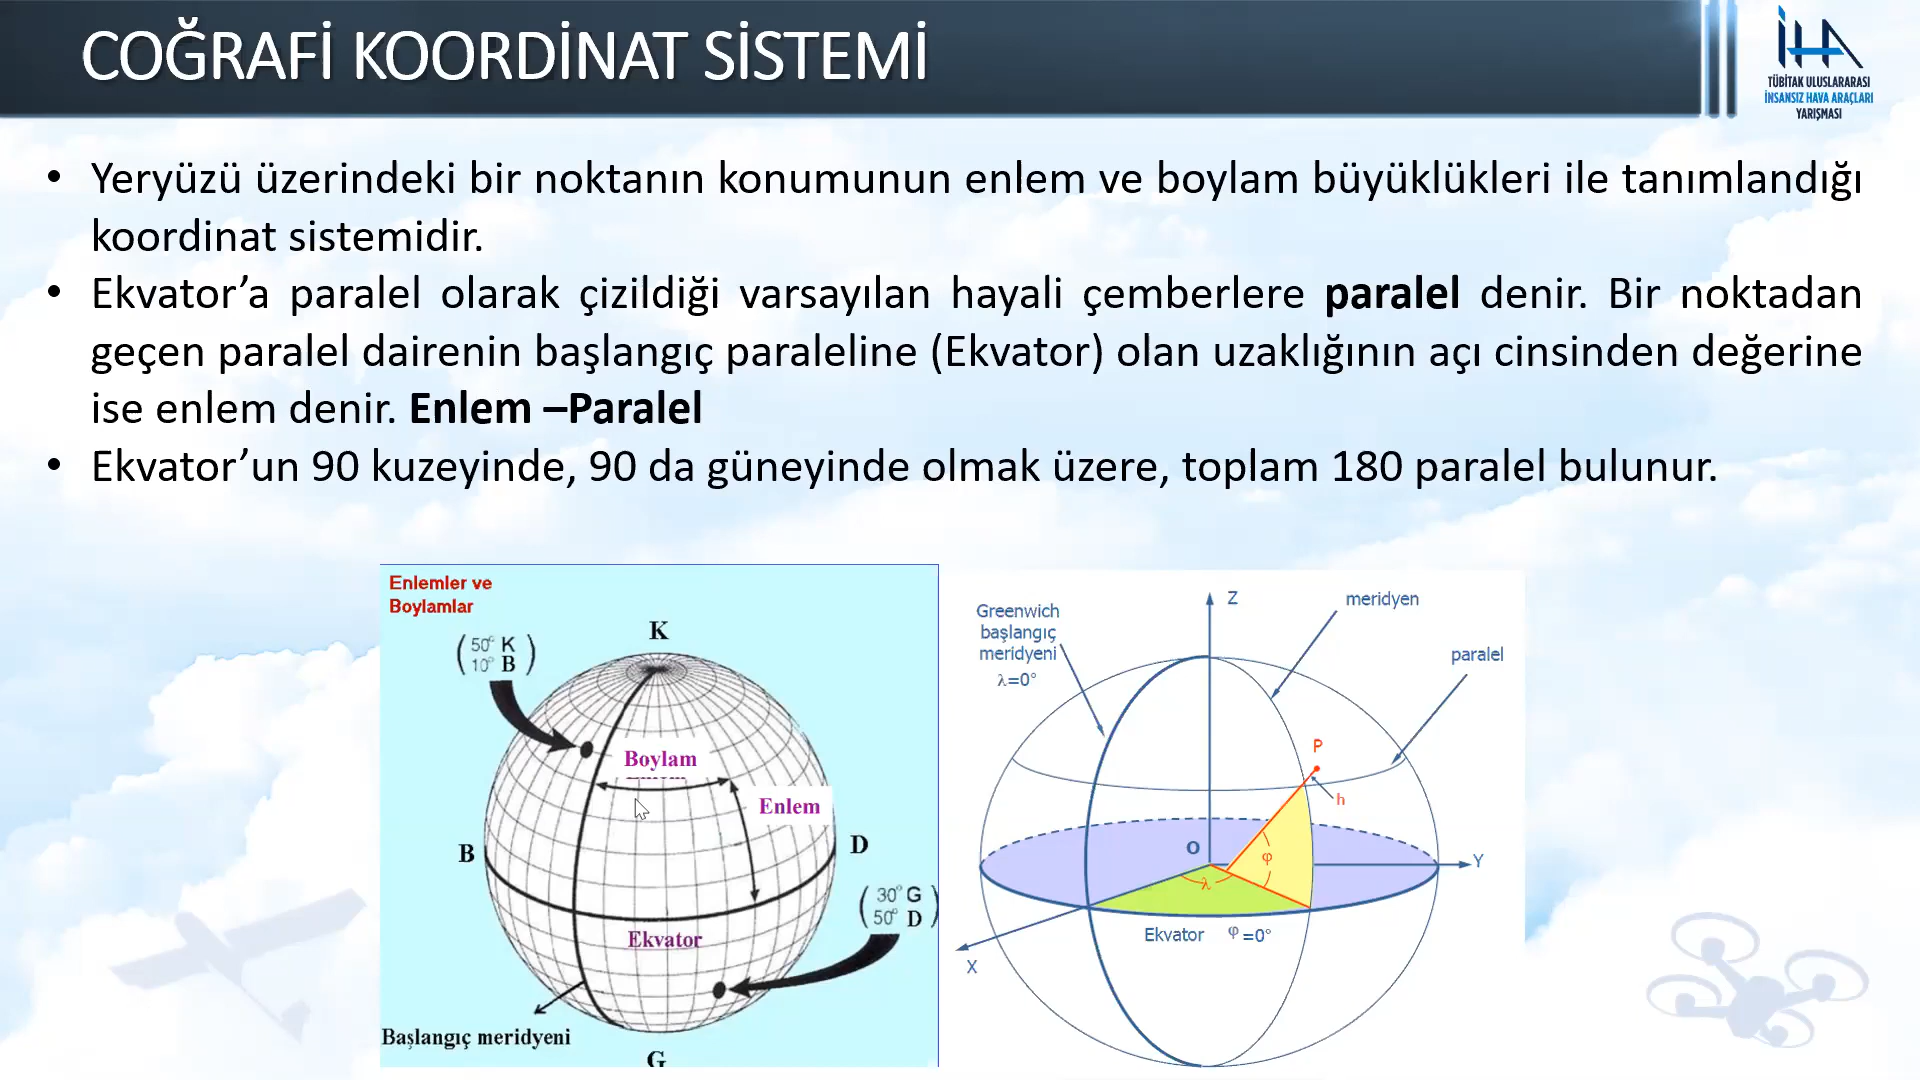 COĞRAFİ KOORDİNAT SİSTEMİ
İHA
TÜBİTAK ULUSLARARASI
İNSANSIZ HAVA ARAÇLARI
YARIŞMASI
• Yeryüzü üzerindeki bir noktanın konumunun enlem ve boylam büyüklükleri ile tanımlandığı
koordinat sistemidir.
• Ekvator’a paralel olarak çizildiği varsayılan hayali çemberlere paralel denir. Bir noktadan
geçen paralel dairenin başlangıç paraleline (Ekvator) olan uzaklığının açı cinsinden değerine
ise enlem denir. Enlem –Paralel
• Ekvator’un 90 kuzeyinde, 90 da güneyinde olmak üzere, toplam 180 paralel bulunur.
Enlemler ve
Boylamlar
K
50° K
10° B
Boylam
Enlem
B
D
30° G
50° D
Ekvator
Başlangıç meridyeni
G
Z
meridyen
Greenwich
başlangıç
meridyeni
λ=0°
paralel
P
h
O
φ
λ
Y
Ekvator φ=0°
X